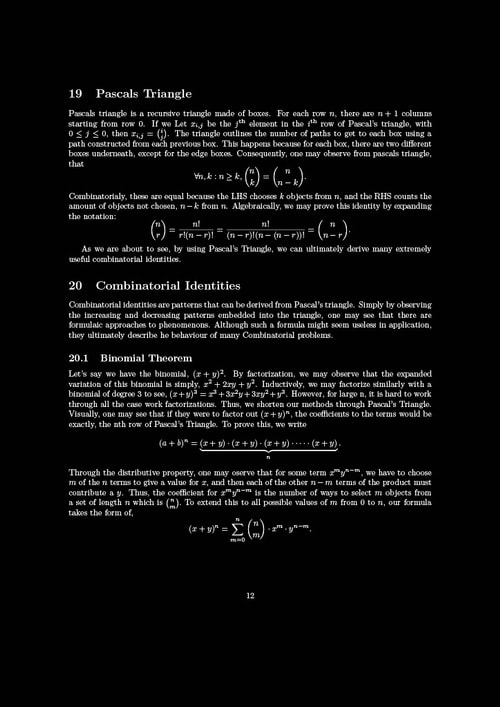 19 Pascals Triangle
Pascals triangle is a recursive triangle made of boxes. For each row n, there are n + 1 columns
starting from row 0. If we Let x_{i,j} be the j^{th} element in the i^{th} row of Pascal's triangle, with
0 ≤ j ≤ 0, then x_{i,j} = \binom{i}{j}. The triangle outlines the number of paths to get to each box using a
path constructed from each previous box. This happens because for each box, there are two different
boxes underneath, except for the edge boxes. Consequently, one may observe from pascals triangle,
that
∀n, k : n ≥ k, \binom{n}{k} = \binom{n}{n − k}.
Combinatorialy, these are equal because the LHS chooses k objects from n, and the RHS counts the
amount of objects not chosen, n − k from n. Algebraically, we may prove this identity by expanding
the notation:
\binom{n}{r} = \frac{n!}{r!(n − r)!} = \frac{n!}{(n − r)!(n − (n − r))!} = \binom{n}{n − r}.
As we are about to see, by using Pascal's Triangle, we can ultimately derive many extremely
useful combinatorial identities.
20 Combinatorial Identities
Combinatorial identities are patterns that can be derived from Pascal's triangle. Simply by observing
the increasing and decreasing patterns embedded into the triangle, one may see that there are
formulaic approaches to phenomenons. Although such a formula might seem useless in application,
they ultimately describe he behaviour of many Combinatorial problems.
20.1 Binomial Theorem
Let's say we have the binomial, (x + y)^2. By factorization, we may observe that the expanded
variation of this binomial is simply, x^2 + 2xy + y^2. Inductively, we may factorize similarly with a
binomial of degree 3 to see, (x+y)^3 = x^3+3x^2y+3xy^2+y^3. However, for large n, it is hard to work
through all the case work factorizations. Thus, we shorten our methods through Pascal's Triangle.
Visually, one may see that if they were to factor out (x + y)^n, the coefficients to the terms would be
exactly, the nth row of Pascal's Triangle. To prove this, we write
(a + b)^n = \underbrace{(x + y) · (x + y) · (x + y) · · · · · (x + y)}_{n}.
Through the distributive property, one may oserve that for some term x^m y^{n−m}, we have to choose
m of the n terms to give a value for x, and then each of the other n − m terms of the product must
contribute a y. Thus, the coefficient for x^m y^{n−m} is the number of ways to select m objects from
a set of length n which is \binom{n}{m}. To extend this to all possible values of m from 0 to n, our formula
takes the form of,
(x + y)^n = \sum_{m=0}^{n} \binom{n}{m} · x^m · y^{n−m}.
12